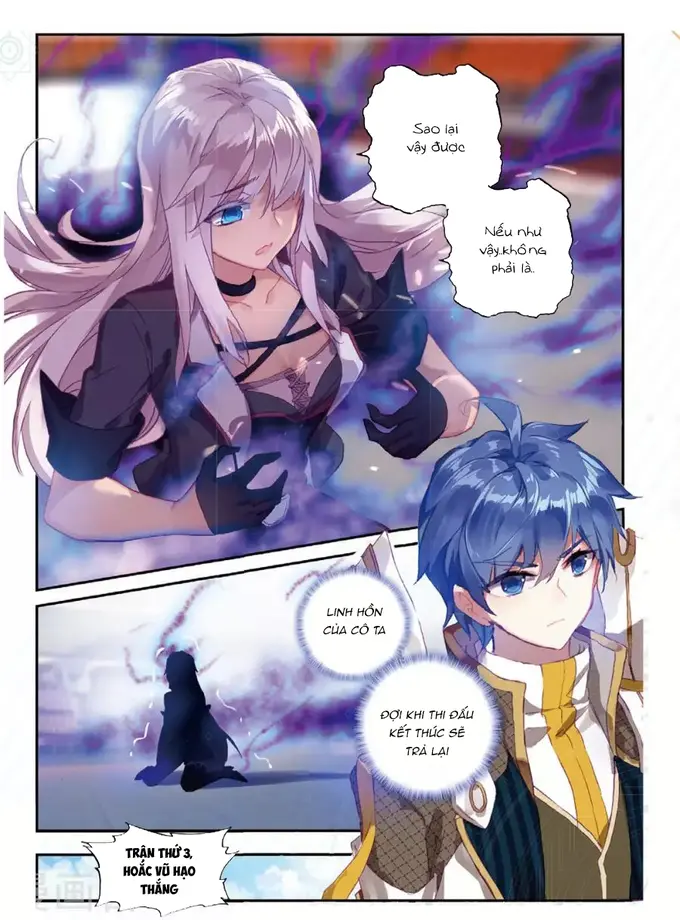 Sao lại
vậy được
Nếu như
vậy..không
phải là..
LINH HỒN
CỦA CÔ TA
ĐỢI KHI THI ĐẤU
KẾT THÚC SẼ
TRẢ LẠI
TRẬN THỨ 3,
HOẮC VŨ HẠO
THẮNG